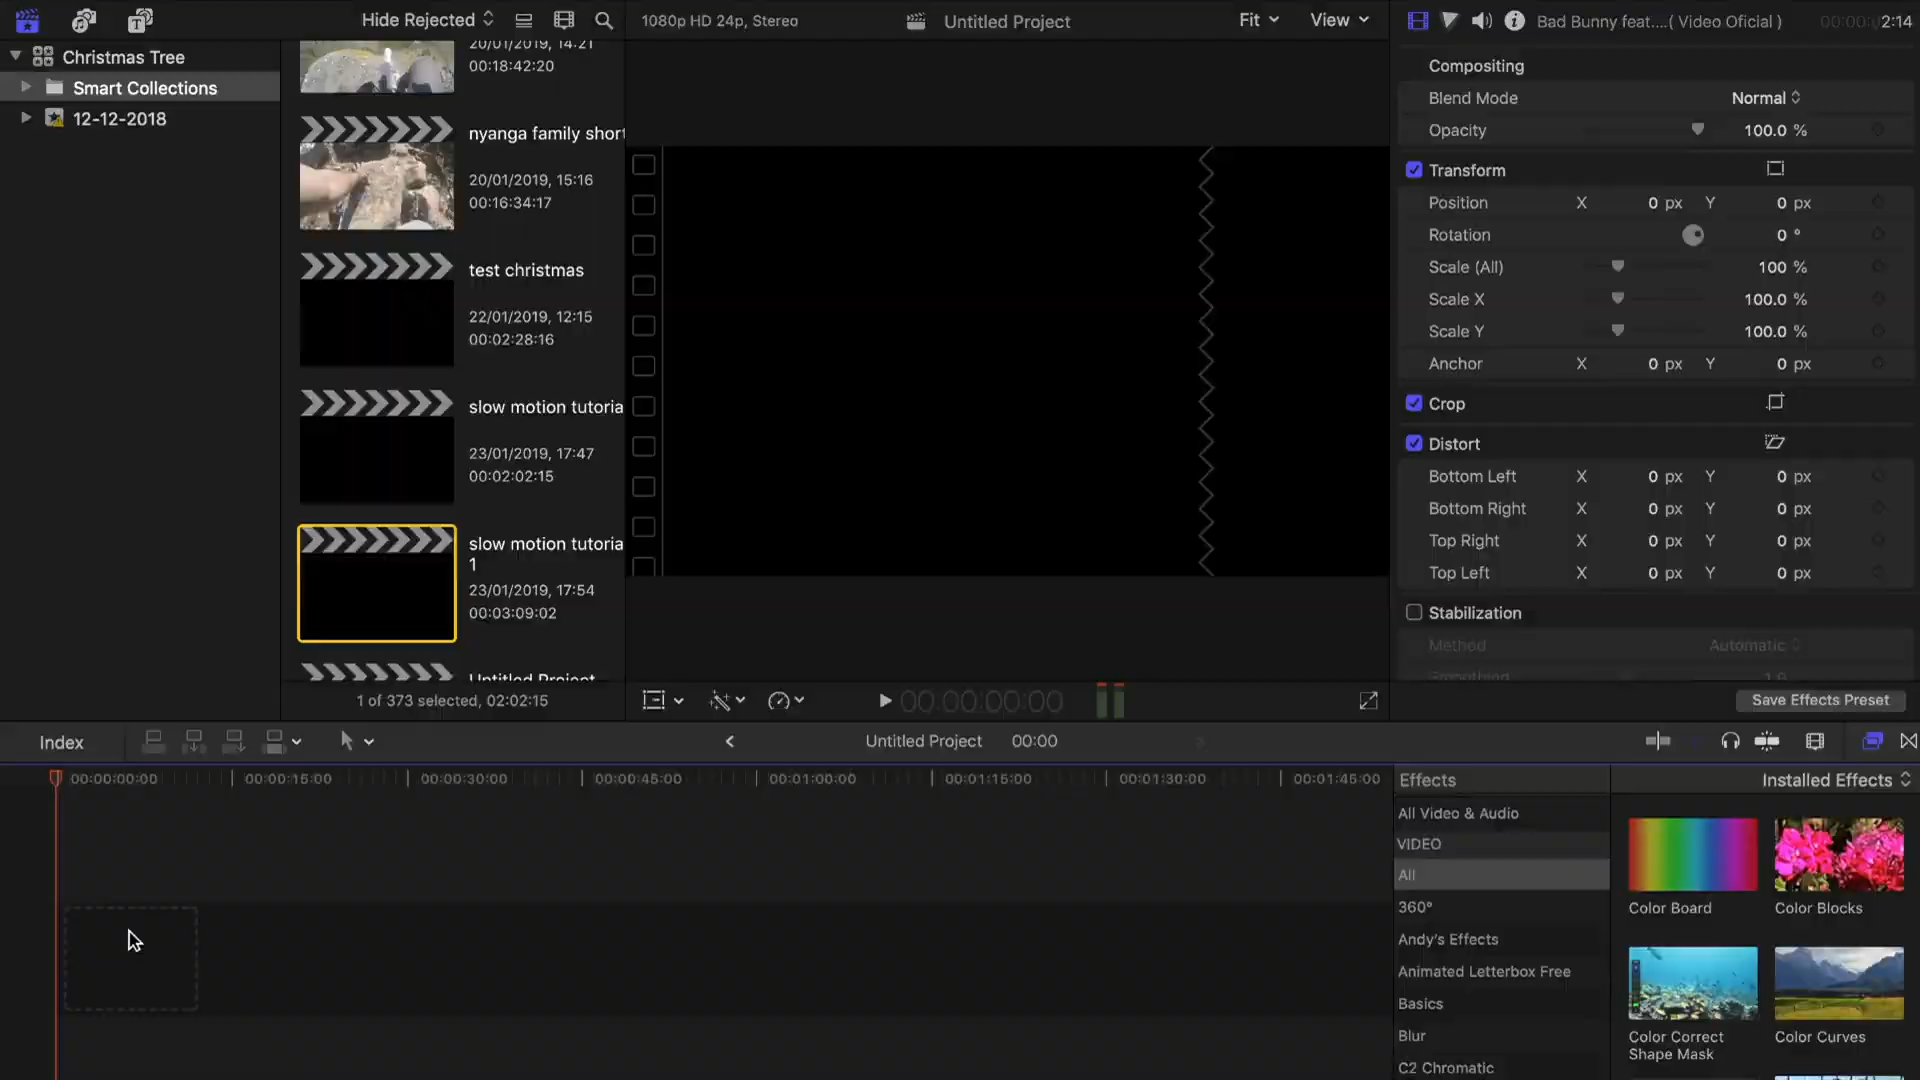 Hide Rejected
1080p HD 24p, Stereo
Untitled Project
Fit
View
Bad Bunny feat....( Video Oficial )
00:00:02:14
Christmas Tree
Smart Collections
12-12-2018
20/01/2019, 14:21
00:18:42:20
nyanga family short
20/01/2019, 15:16
00:16:34:17
test christmas
22/01/2019, 12:15
00:02:28:16
slow motion tutoria
23/01/2019, 17:47
00:02:02:15
slow motion tutoria
1
23/01/2019, 17:54
00:03:09:02
Untitled Project
1 of 373 selected, 02:02:15
00:00:00:00
Compositing
Blend Mode Normal
Opacity 100.0 %
Transform
Position X 0 px Y 0 px
Rotation 0 °
Scale (All) 100 %
Scale X 100.0 %
Scale Y 100.0 %
Anchor X 0 px Y 0 px
Crop
Distort
Bottom Left X 0 px Y 0 px
Bottom Right X 0 px Y 0 px
Top Right X 0 px Y 0 px
Top Left X 0 px Y 0 px
Stabilization
Method Automatic
Smoothing 1.0
Save Effects Preset
Index
Untitled Project 00:00
00:00:00:00 00:00:15:00 00:00:30:00 00:00:45:00 00:01:00:00 00:01:15:00 00:01:30:00 00:01:45:00
Effects
Installed Effects
All Video & Audio
VIDEO
All
360°
Andy's Effects
Animated Letterbox Free
Basics
Blur
C2 Chromatic
Color Board
Color Blocks
Color Correct
Shape Mask
Color Curves